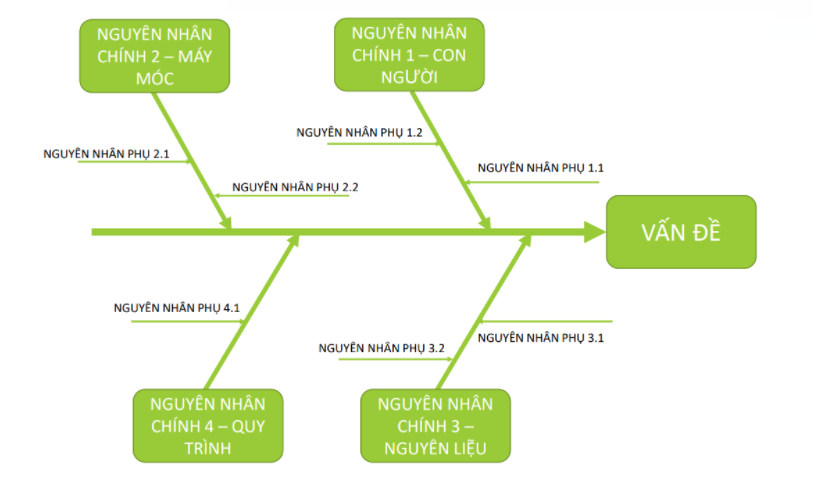 NGUYÊN NHÂN
CHÍNH 2 – MÁY
MÓC
NGUYÊN NHÂN
CHÍNH 1 – CON
NGƯỜI
NGUYÊN NHÂN PHỤ 1.2
NGUYÊN NHÂN PHỤ 2.1
NGUYÊN NHÂN PHỤ 1.1
NGUYÊN NHÂN PHỤ 2.2
VẤN ĐỀ
NGUYÊN NHÂN PHỤ 4.1
NGUYÊN NHÂN PHỤ 3.1
NGUYÊN NHÂN PHỤ 3.2
NGUYÊN NHÂN
CHÍNH 4 – QUY
TRÌNH
NGUYÊN NHÂN
CHÍNH 3 –
NGUYÊN LIỆU